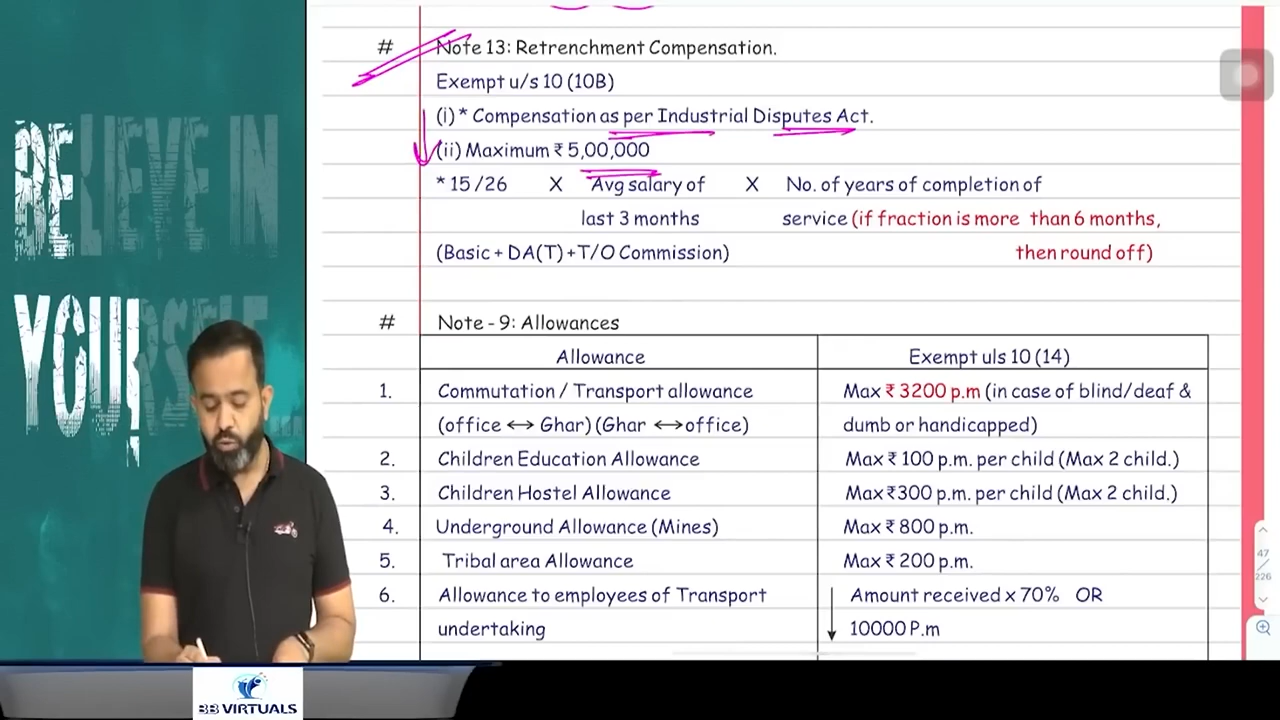 BELIEVE IN
YOURSELF...
# Note 13: Retrenchment Compensation.
Exempt u/s 10 (10B)
(i) * Compensation as per Industrial Disputes Act.
(ii) Maximum ₹ 5,00,000
* 15 /26 X Avg salary of X No. of years of completion of
last 3 months service (if fraction is more than 6 months,
(Basic + DA(T) + T/O Commission) then round off)
# Note - 9: Allowances
Allowance Exempt uls 10 (14)
1. Commutation / Transport allowance Max ₹ 3200 p.m (in case of blind/deaf &
(office ↔ Ghar) (Ghar ↔ office) dumb or handicapped)
2. Children Education Allowance Max ₹ 100 p.m. per child (Max 2 child.)
3. Children Hostel Allowance Max ₹300 p.m. per child (Max 2 child.)
4. Underground Allowance (Mines) Max ₹ 800 p.m.
5. Tribal area Allowance Max ₹ 200 p.m.
6. Allowance to employees of Transport Amount received x 70% OR
undertaking 10000 P.m
47
/
226
BB VIRTUALS